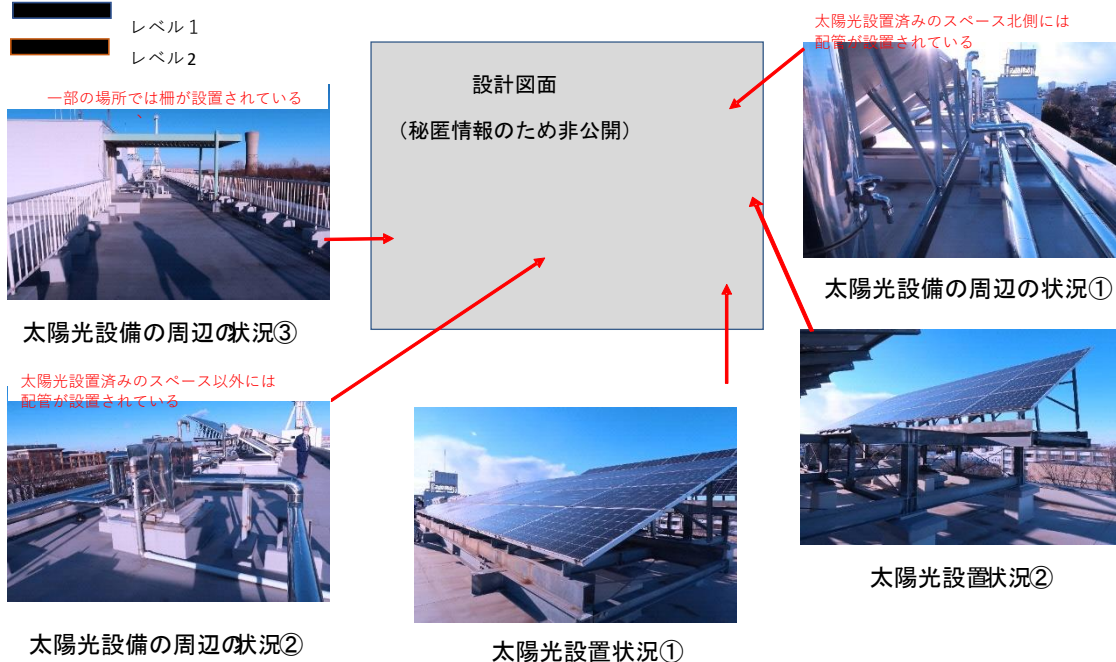 レベル1
レベル2
一部の場所では柵が設置されている
太陽光設備の周辺の状況③
設計図面
(秘匿情報のため非公開)
太陽光設置済みのスペース北側には
配管が設置されている
太陽光設備の周辺の状況①
太陽光設置済みのスペース以外には
配管が設置されている
太陽光設備の周辺の状況②
太陽光設置状況①
太陽光設置状況②